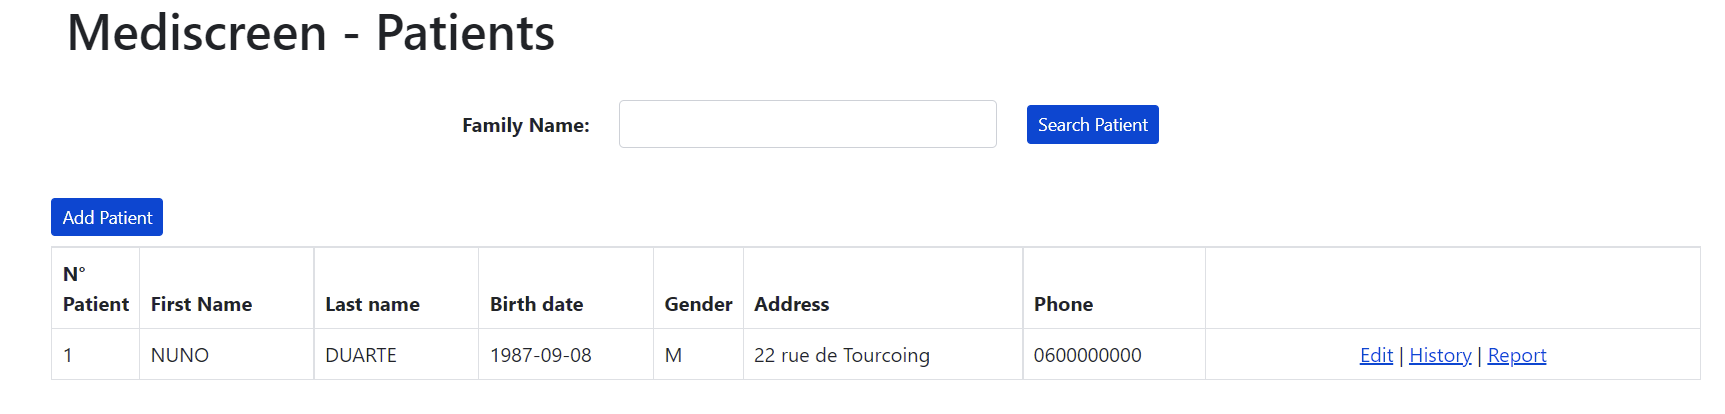 Mediscreen - Patients
Family Name: Search Patient
Add Patient
N°
Patient First Name Last name Birth date Gender Address Phone
1 NUNO DUARTE 1987-09-08 M 22 rue de Tourcoing 0600000000 Edit | History | Report